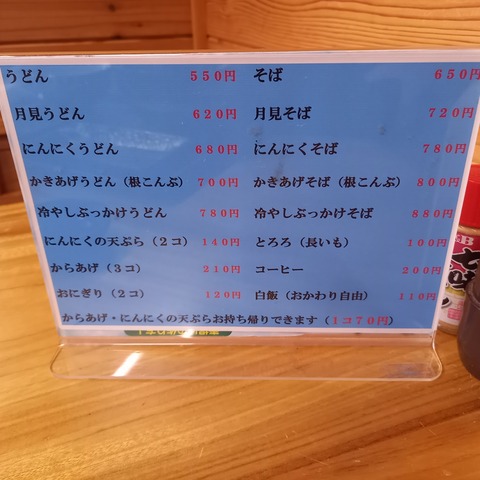 うどん 550円 そば 650円
月見うどん 620円 月見そば 720円
にんにくうどん 680円 にんにくそば 780円
かきあげうどん（根こんぶ） 700円 かきあげそば（根こんぶ） 800円
冷やしぶっかけうどん 780円 冷やしぶっかけそば 880円
にんにくの天ぷら（2コ） 140円 とろろ（長いも） 100円
からあげ（3コ） 210円 コーヒー 200円
おにぎり（2コ） 120円 白飯（おかわり自由） 110円
からあげ・にんにくの天ぷらお持ち帰りできます（1コ70円）